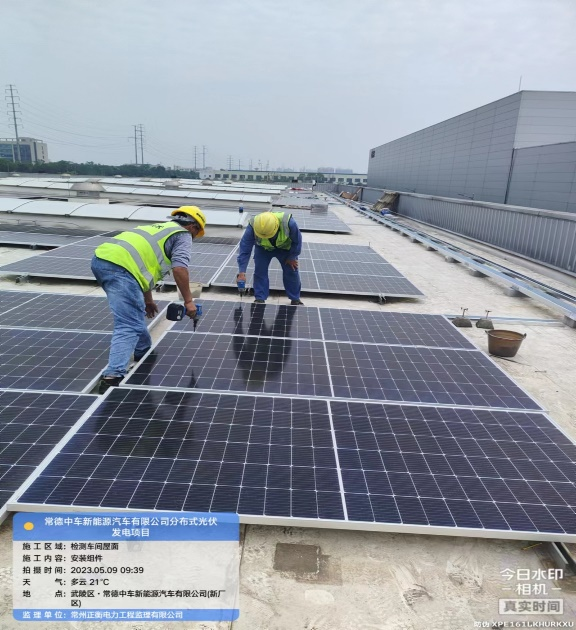 常德中车新能源汽车有限公司分布式光伏
发电项目
施工区域：检测车间屋面
施工内容：安装组件
拍摄时间：2023.05.09 09:39
天　　气：多云 21℃
地　　点：武陵区·常德中车新能源汽车有限公司(新厂
区)
监理单位：常州正衡电力工程监理有限公司
今日水印
-相机-
真实时间
防伪 XPE161LKHURKXU